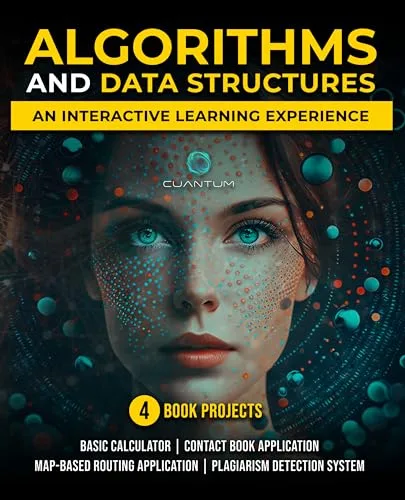 ALGORITHMS
AND DATA STRUCTURES
AN INTERACTIVE LEARNING EXPERIENCE
CUANTUM
4 BOOK PROJECTS
BASIC CALCULATOR | CONTACT BOOK APPLICATION
MAP-BASED ROUTING APPLICATION | PLAGIARISM DETECTION SYSTEM